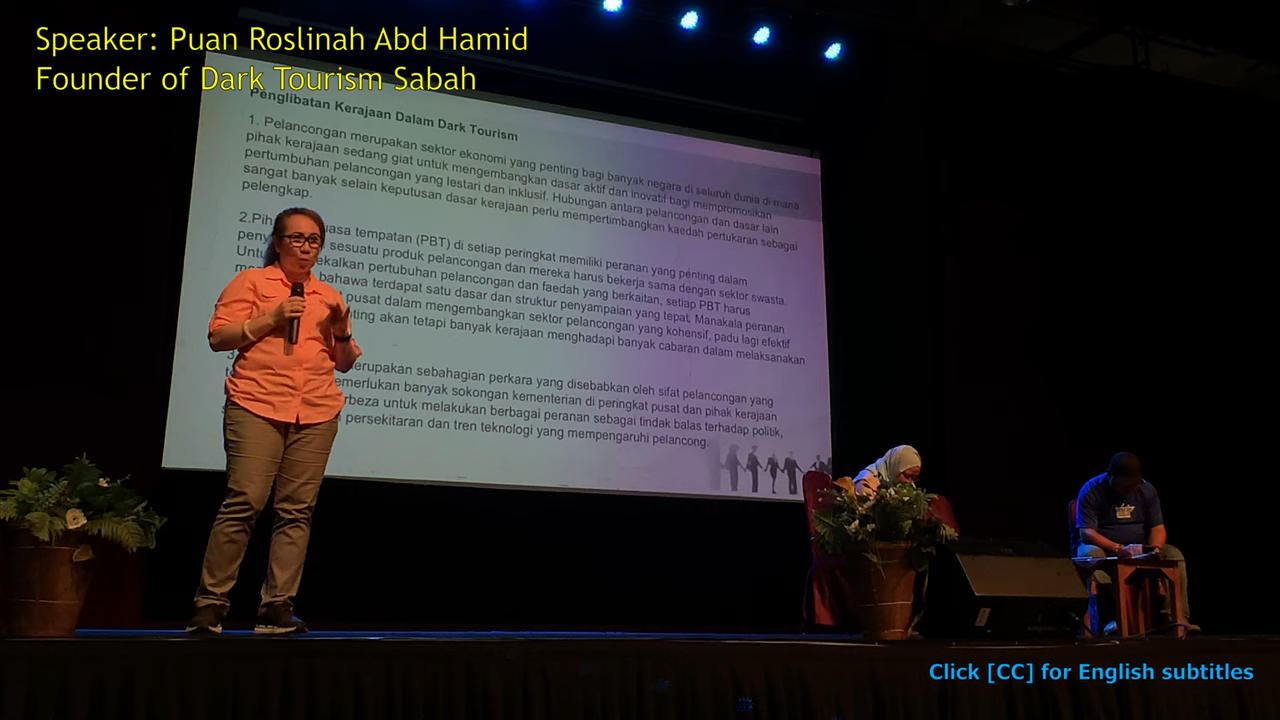 Speaker: Puan Roslinah Abd Hamid
Founder of Dark Tourism Sabah
Penglibatan Kerajaan Dalam Dark Tourism
1. Pelancongan merupakan sektor ekonomi yang penting bagi banyak negara di seluruh dunia di mana
pihak kerajaan sedang giat untuk mengembangkan dasar aktif dan inovatif bagi mempromosikan
pertumbuhan pelancongan yang lestari dan inklusif. Hubungan antara pelancongan dan dasar lain
sangat banyak selain keputusan dasar kerajaan perlu mempertimbangkan kaedah pertukaran sebagai
pelengkap.
2.Pih uasa tempatan (PBT) di setiap peringkat memiliki peranan yang penting dalam
sesuatu produk pelancongan dan mereka harus bekerja sama dengan sektor swasta.
Untu ekalkan pertubuhan pelancongan dan faedah yang berkaitan, setiap PBT harus
bahawa terdapat satu dasar dan struktur penyampaian yang tepat. Manakala peranan
pusat dalam mengembangkan sektor pelancongan yang kohensif, padu lagi efektif
nting akan tetapi banyak kerajaan menghadapi banyak cabaran dalam melaksanakan
3 erupakan sebahagian perkara yang disebabkan oleh sifat pelancongan yang
emerlukan banyak sokongan kementerian di peringkat pusat dan pihak kerajaan
rbeza untuk melakukan berbagai peranan sebagai tindak balas terhadap politik,
persekitaran dan tren teknologi yang mempengaruhi pelancong.
Click [CC] for English subtitles